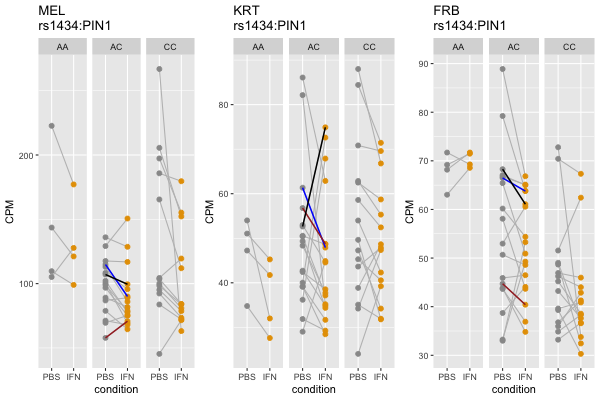 MEL
rs1434:PIN1
AA AC CC
CPM
200
100
PBS IFN PBS IFN PBS IFN
condition
KRT
rs1434:PIN1
AA AC CC
CPM
80
60
40
PBS IFN PBS IFN PBS IFN
condition
FRB
rs1434:PIN1
AA AC CC
CPM
90
80
70
60
50
40
30
PBS IFN PBS IFN PBS IFN
condition